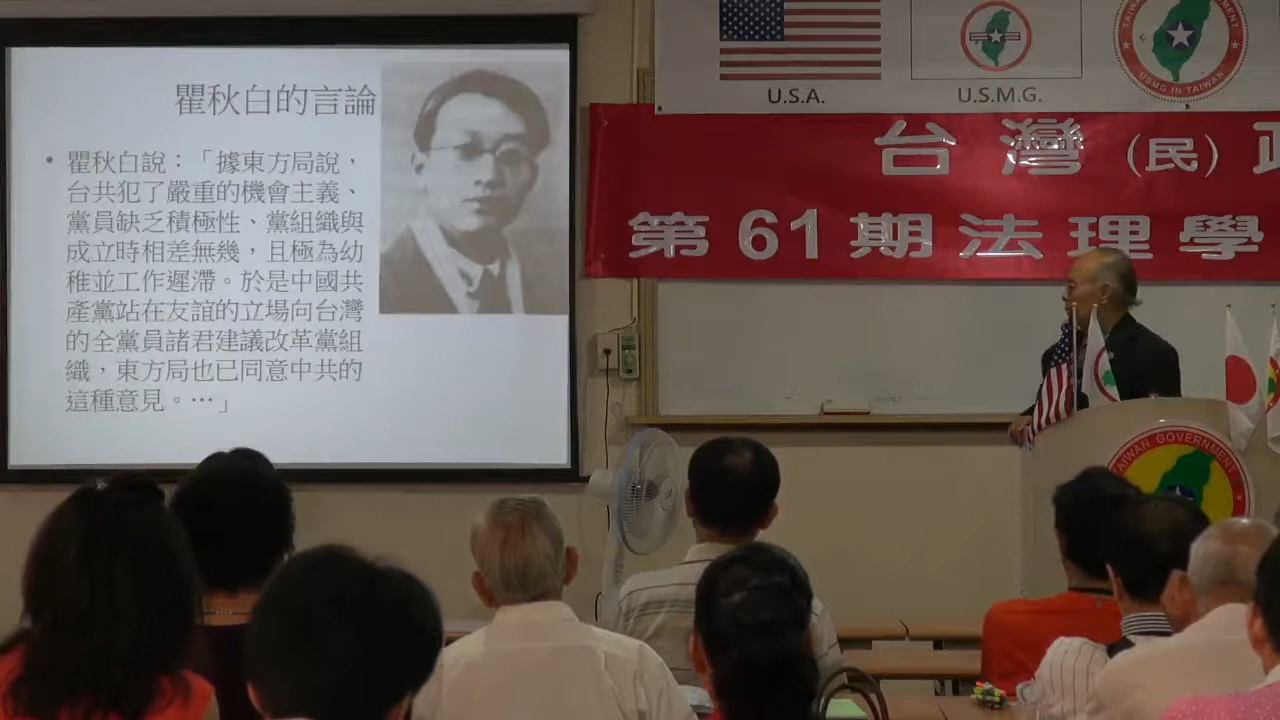 瞿秋白的言論
• 瞿秋白說：「據東方局說，
台共犯了嚴重的機會主義、
黨員缺乏積極性、黨組織與
成立時相差無幾，且極為幼
稚並工作遲滯。於是中國共
產黨站在友誼的立場向台灣
的全黨員諸君建議改革黨組
織，東方局也已同意中共的
這種意見。…」
U.S.A.
U.S.M.G.
USMG IN TAIWAN
台灣(民)政
第61期法理學
TAIWAN GOVERNMENT